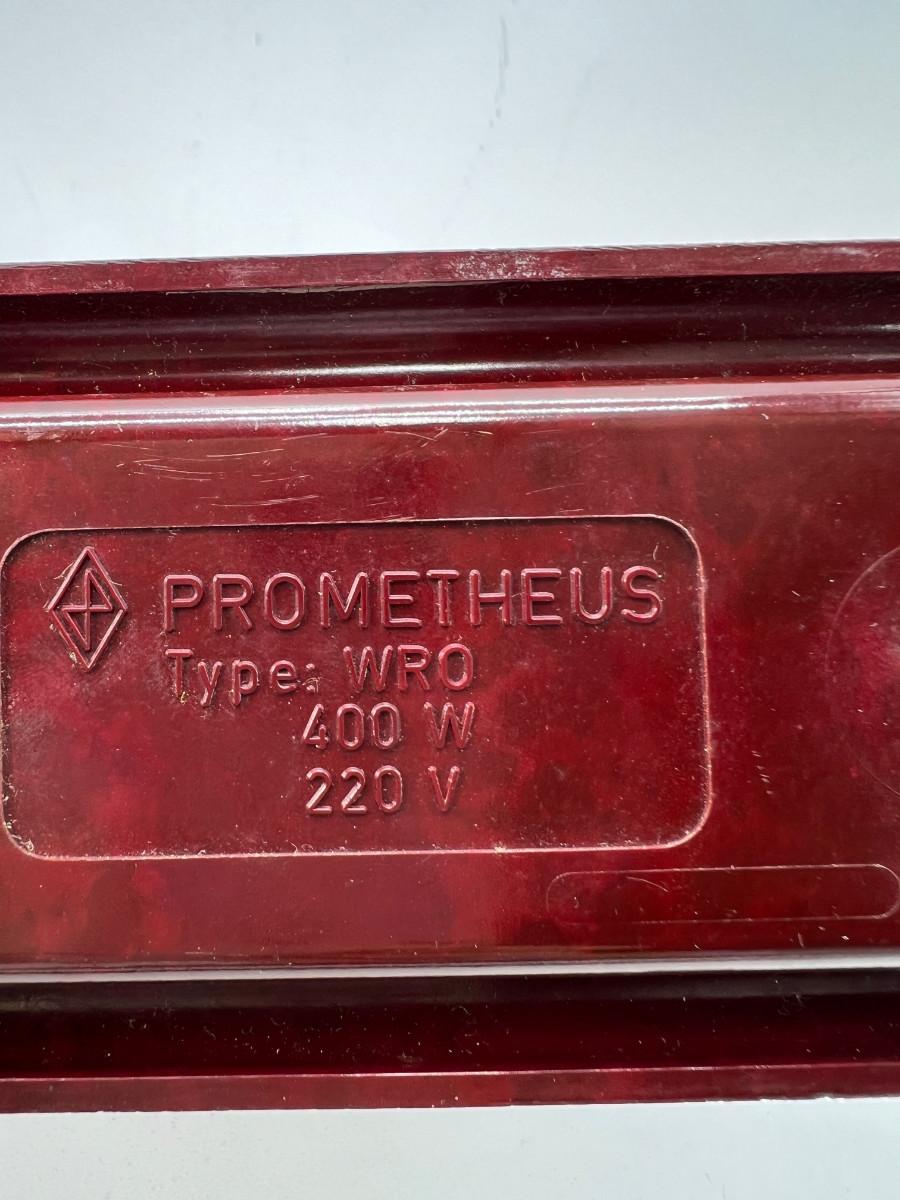 PROMETHEUS
Type: WRO
400 W
220 V